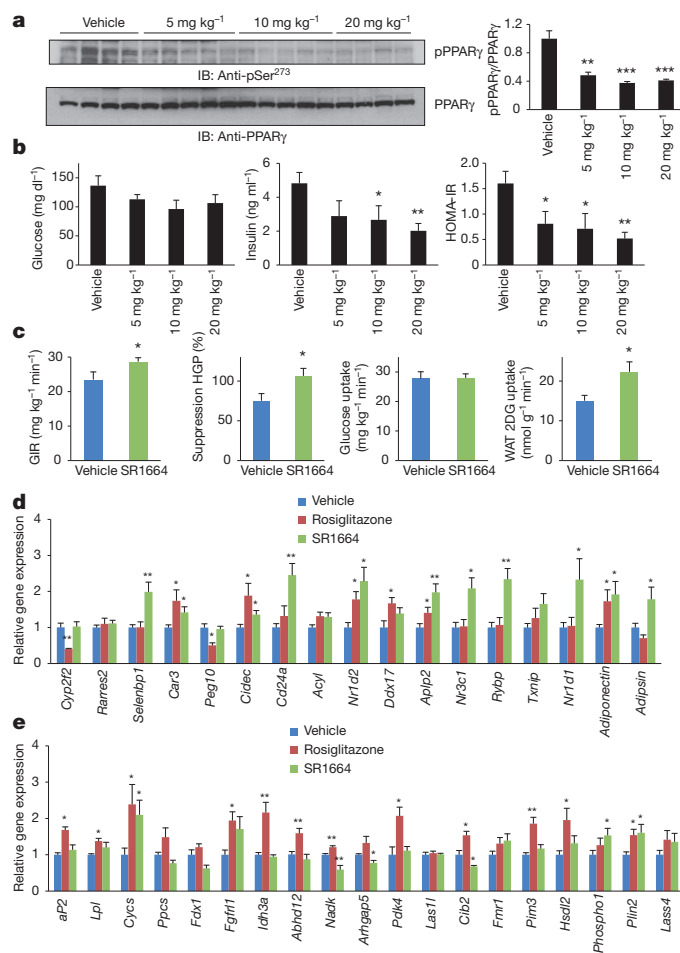 a
Vehicle 5 mg kg⁻¹ 10 mg kg⁻¹ 20 mg kg⁻¹
pPPARγ
IB: Anti-pSer²⁷³
PPARγ
IB: Anti-PPARγ
pPPARγ/PPARγ
1.2
0.8
0.4
0
** *** ***
Vehicle
5 mg kg⁻¹
10 mg kg⁻¹
20 mg kg⁻¹
b
Glucose (mg dl⁻¹)
150
100
50
0
Vehicle
5 mg kg⁻¹
10 mg kg⁻¹
20 mg kg⁻¹
Insulin (ng ml⁻¹)
6
4
2
0
* **
Vehicle
5 mg kg⁻¹
10 mg kg⁻¹
20 mg kg⁻¹
HOMA-IR
2.0
1.5
1.0
0.5
0
* * **
Vehicle
5 mg kg⁻¹
10 mg kg⁻¹
20 mg kg⁻¹
c
GIR (mg kg⁻¹ min⁻¹)
30
20
10
0
*
Vehicle SR1664
Suppression HGP (%)
100
50
0
*
Vehicle SR1664
Glucose uptake
(mg kg⁻¹ min⁻¹)
40
30
20
10
0
Vehicle SR1664
WAT 2DG uptake
(nmol g⁻¹ min⁻¹)
20
10
0
*
Vehicle SR1664
d
Vehicle
Rosiglitazone
SR1664
Relative gene expression
4
3
2
1
0
** ** * * * * * ** * * * * ** * ** * * * *
Cyp2f2
Rarres2
Selenbp1
Car3
Peg10
Cidec
Cd24a
Acyl
Nr1d2
Ddx17
Aplp2
Nr3c1
Rybp
Txnip
Nr1d1
Adiponectin
Adipsin
e
Vehicle
Rosiglitazone
SR1664
Relative gene expression
4
3
2
1
0
* * * * * ** * ** ** * * * * ** * * * *
aP2
Lpl
Cycs
Ppcs
Fdx1
Fgfrl1
Idh3a
Abhd12
Nadk
Arhgap5
Pdk4
Las1l
Cib2
Fmr1
Pim3
Hsdl2
Phospho1
Plin2
Lass4